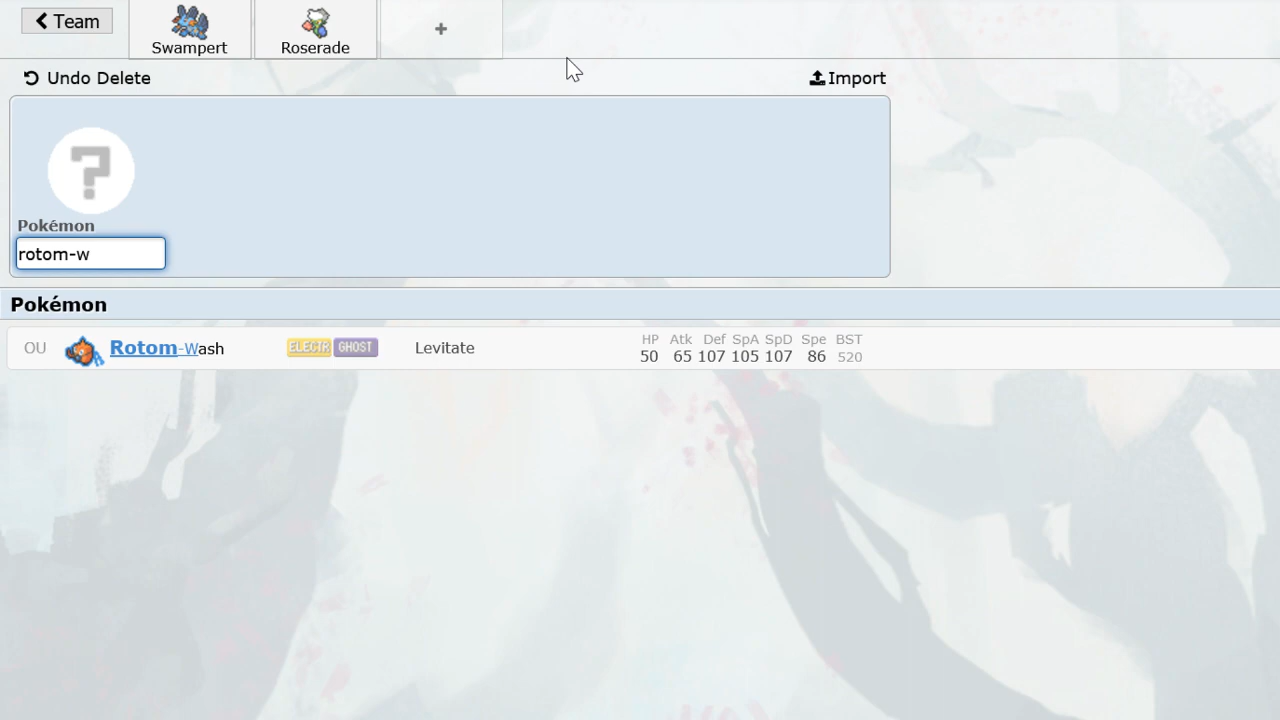 Team
Swampert
Roserade
+
Undo Delete
Import
?
Pokémon
rotom-w
Pokémon
HP Atk Def SpA SpD Spe BST
OU Rotom-Wash ELECTR GHOST Levitate 50 65 107 105 107 86 520